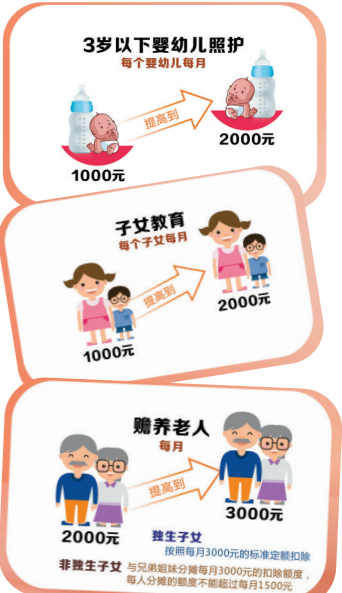 3岁以下婴幼儿照护
每个婴幼儿每月
提高到
2000元
1000元
子女教育
每个子女每月
提高到
2000元
1000元
赡养老人
每月
提高到
3000元
2000元
独生子女
按照每月3000元的标准定额扣除
非独生子女 与兄弟姐妹分摊每月3000元的扣除额度，
每人分摊的额度不能超过每月1500元